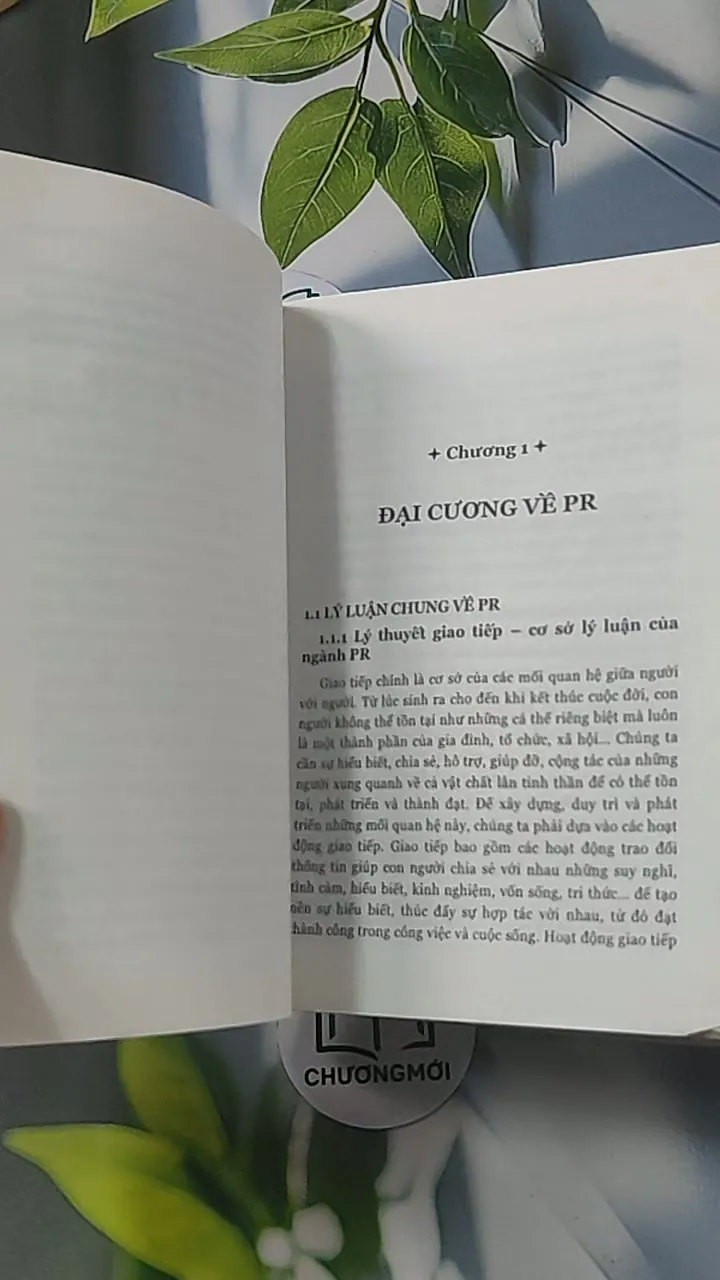 ✦ Chương 1 ✦
ĐẠI CƯƠNG VỀ PR
1.1 LÝ LUẬN CHUNG VỀ PR
1.1.1 Lý thuyết giao tiếp – cơ sở lý luận của
ngành PR
Giao tiếp chính là cơ sở của các mối quan hệ giữa người
với người. Từ lúc sinh ra cho đến khi kết thúc cuộc đời, con
người không thể tồn tại như những cá thể riêng biệt mà luôn
là một thành phần của gia đình, tổ chức, xã hội... Chúng ta
cần sự hiểu biết, chia sẻ, hỗ trợ, giúp đỡ, cộng tác của những
người xung quanh về cả vật chất lẫn tinh thần để có thể tồn
tại, phát triển và thành đạt. Để xây dựng, duy trì và phát
triển những mối quan hệ này, chúng ta phải dựa vào các hoạt
động giao tiếp. Giao tiếp bao gồm các hoạt động trao đổi
thông tin giúp con người chia sẻ với nhau những suy nghĩ,
tình cảm, hiểu biết, kinh nghiệm, vốn sống, tri thức... để tạo
nên sự hiểu biết, thúc đẩy sự hợp tác với nhau, từ đó đạt
thành công trong công việc và cuộc sống. Hoạt động giao tiếp
CHƯƠNGMỚI